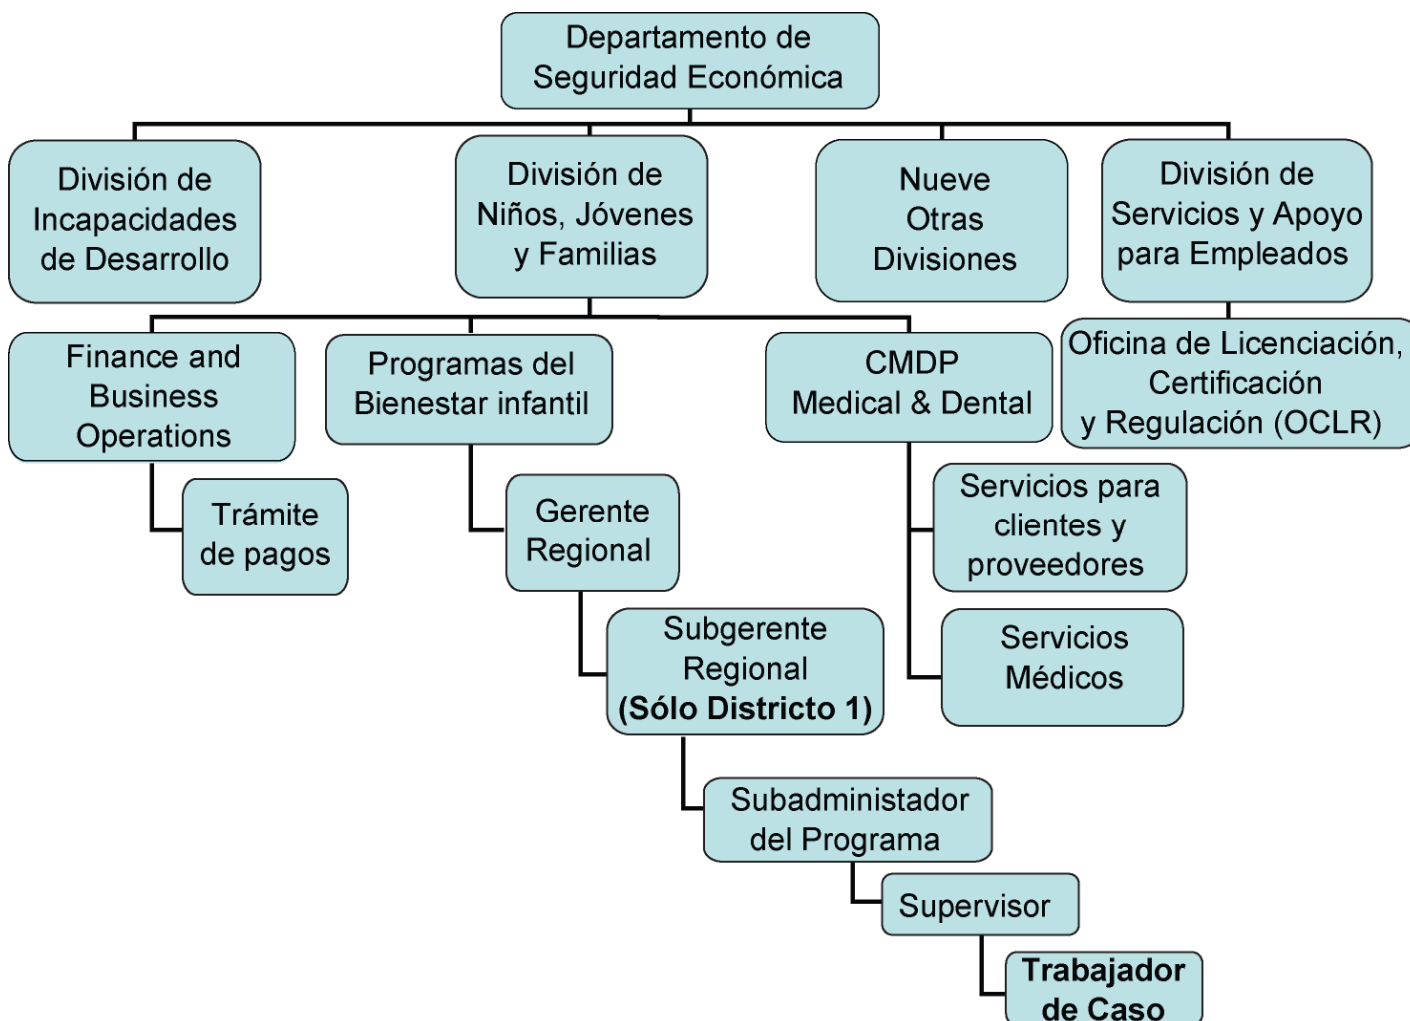 Departamento de
Seguridad Económica
División de
Incapacidades
de Desarrollo
División de
Niños, Jóvenes
y Familias
Nueve
Otras
Divisiones
División de
Servicios y Apoyo
para Empleados
Finance and
Business
Operations
Programas del
Bienestar infantil
CMDP
Medical & Dental
Oficina de Licenciación,
Certificación
y Regulación (OCLR)
Trámite
de pagos
Gerente
Regional
Servicios para
clientes y
proveedores
Subgerente
Regional
(Sólo Districto 1)
Servicios
Médicos
Subadministador
del Programa
Supervisor
Trabajador
de Caso